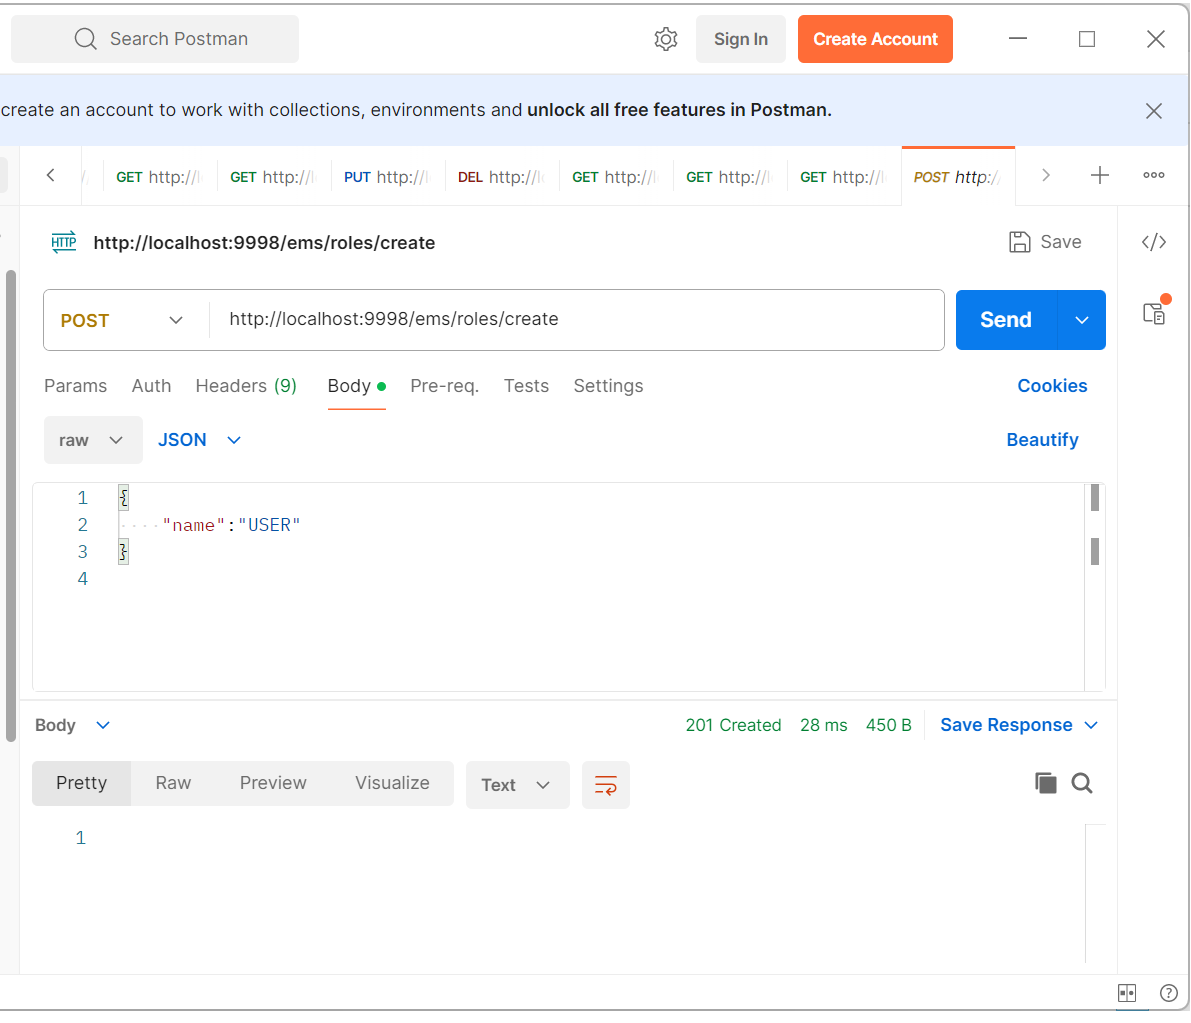 Search Postman
Sign In
Create Account
create an account to work with collections, environments and unlock all free features in Postman.
GET http://
GET http://
PUT http://
DEL http://
GET http://
GET http://
GET http://
POST http:/
HTTP http://localhost:9998/ems/roles/create
Save
</>
POST http://localhost:9998/ems/roles/create
Send
Params Auth Headers (9) Body Pre-req. Tests Settings Cookies
raw JSON Beautify
1 {
2 "name":"USER"
3 }
4
Body 201 Created 28 ms 450 B Save Response
Pretty Raw Preview Visualize Text
1